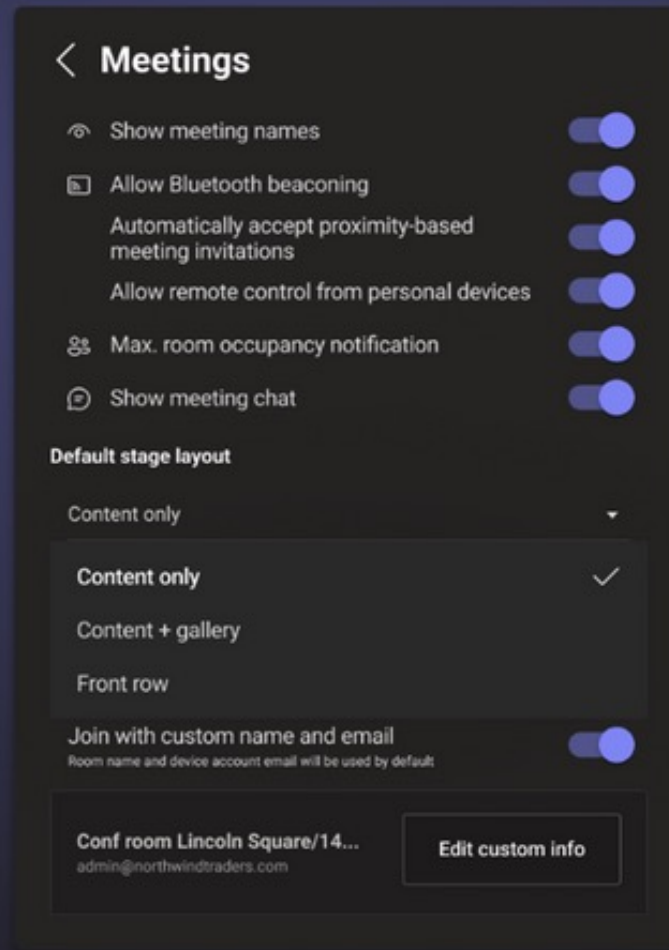 Meetings
Show meeting names
Allow Bluetooth beaconing
Automatically accept proximity-based
meeting invitations
Allow remote control from personal devices
Max. room occupancy notification
Show meeting chat
Default stage layout
Content only
Content only
Content + gallery
Front row
Join with custom name and email
Room name and device account email will be used by default
Conf room Lincoln Square/14...
admin@northwindtraders.com
Edit custom info